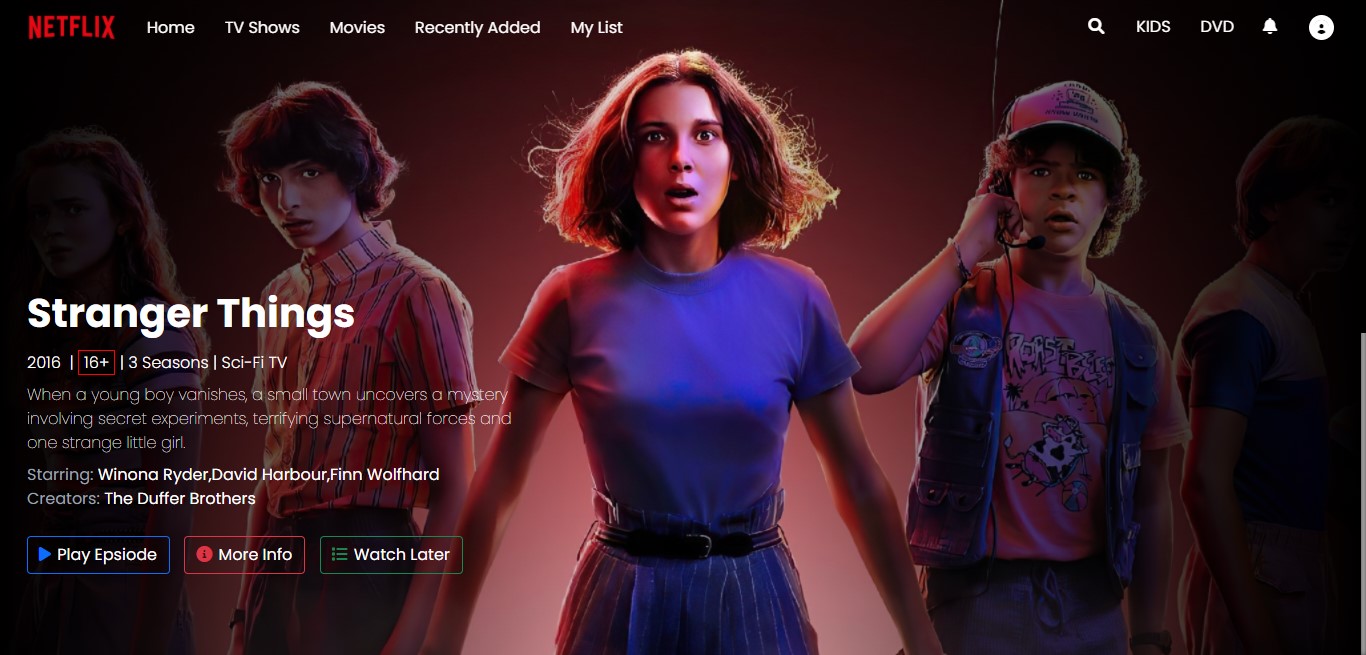 NETFLIX Home TV Shows Movies Recently Added My List KIDS DVD
Stranger Things
2016 | 16+ | 3 Seasons | Sci-Fi TV
When a young boy vanishes, a small town uncovers a mystery
involving secret experiments, terrifying supernatural forces and
one strange little girl.
Starring: Winona Ryder,David Harbour,Finn Wolfhard
Creators: The Duffer Brothers
Play Epsiode More Info Watch Later